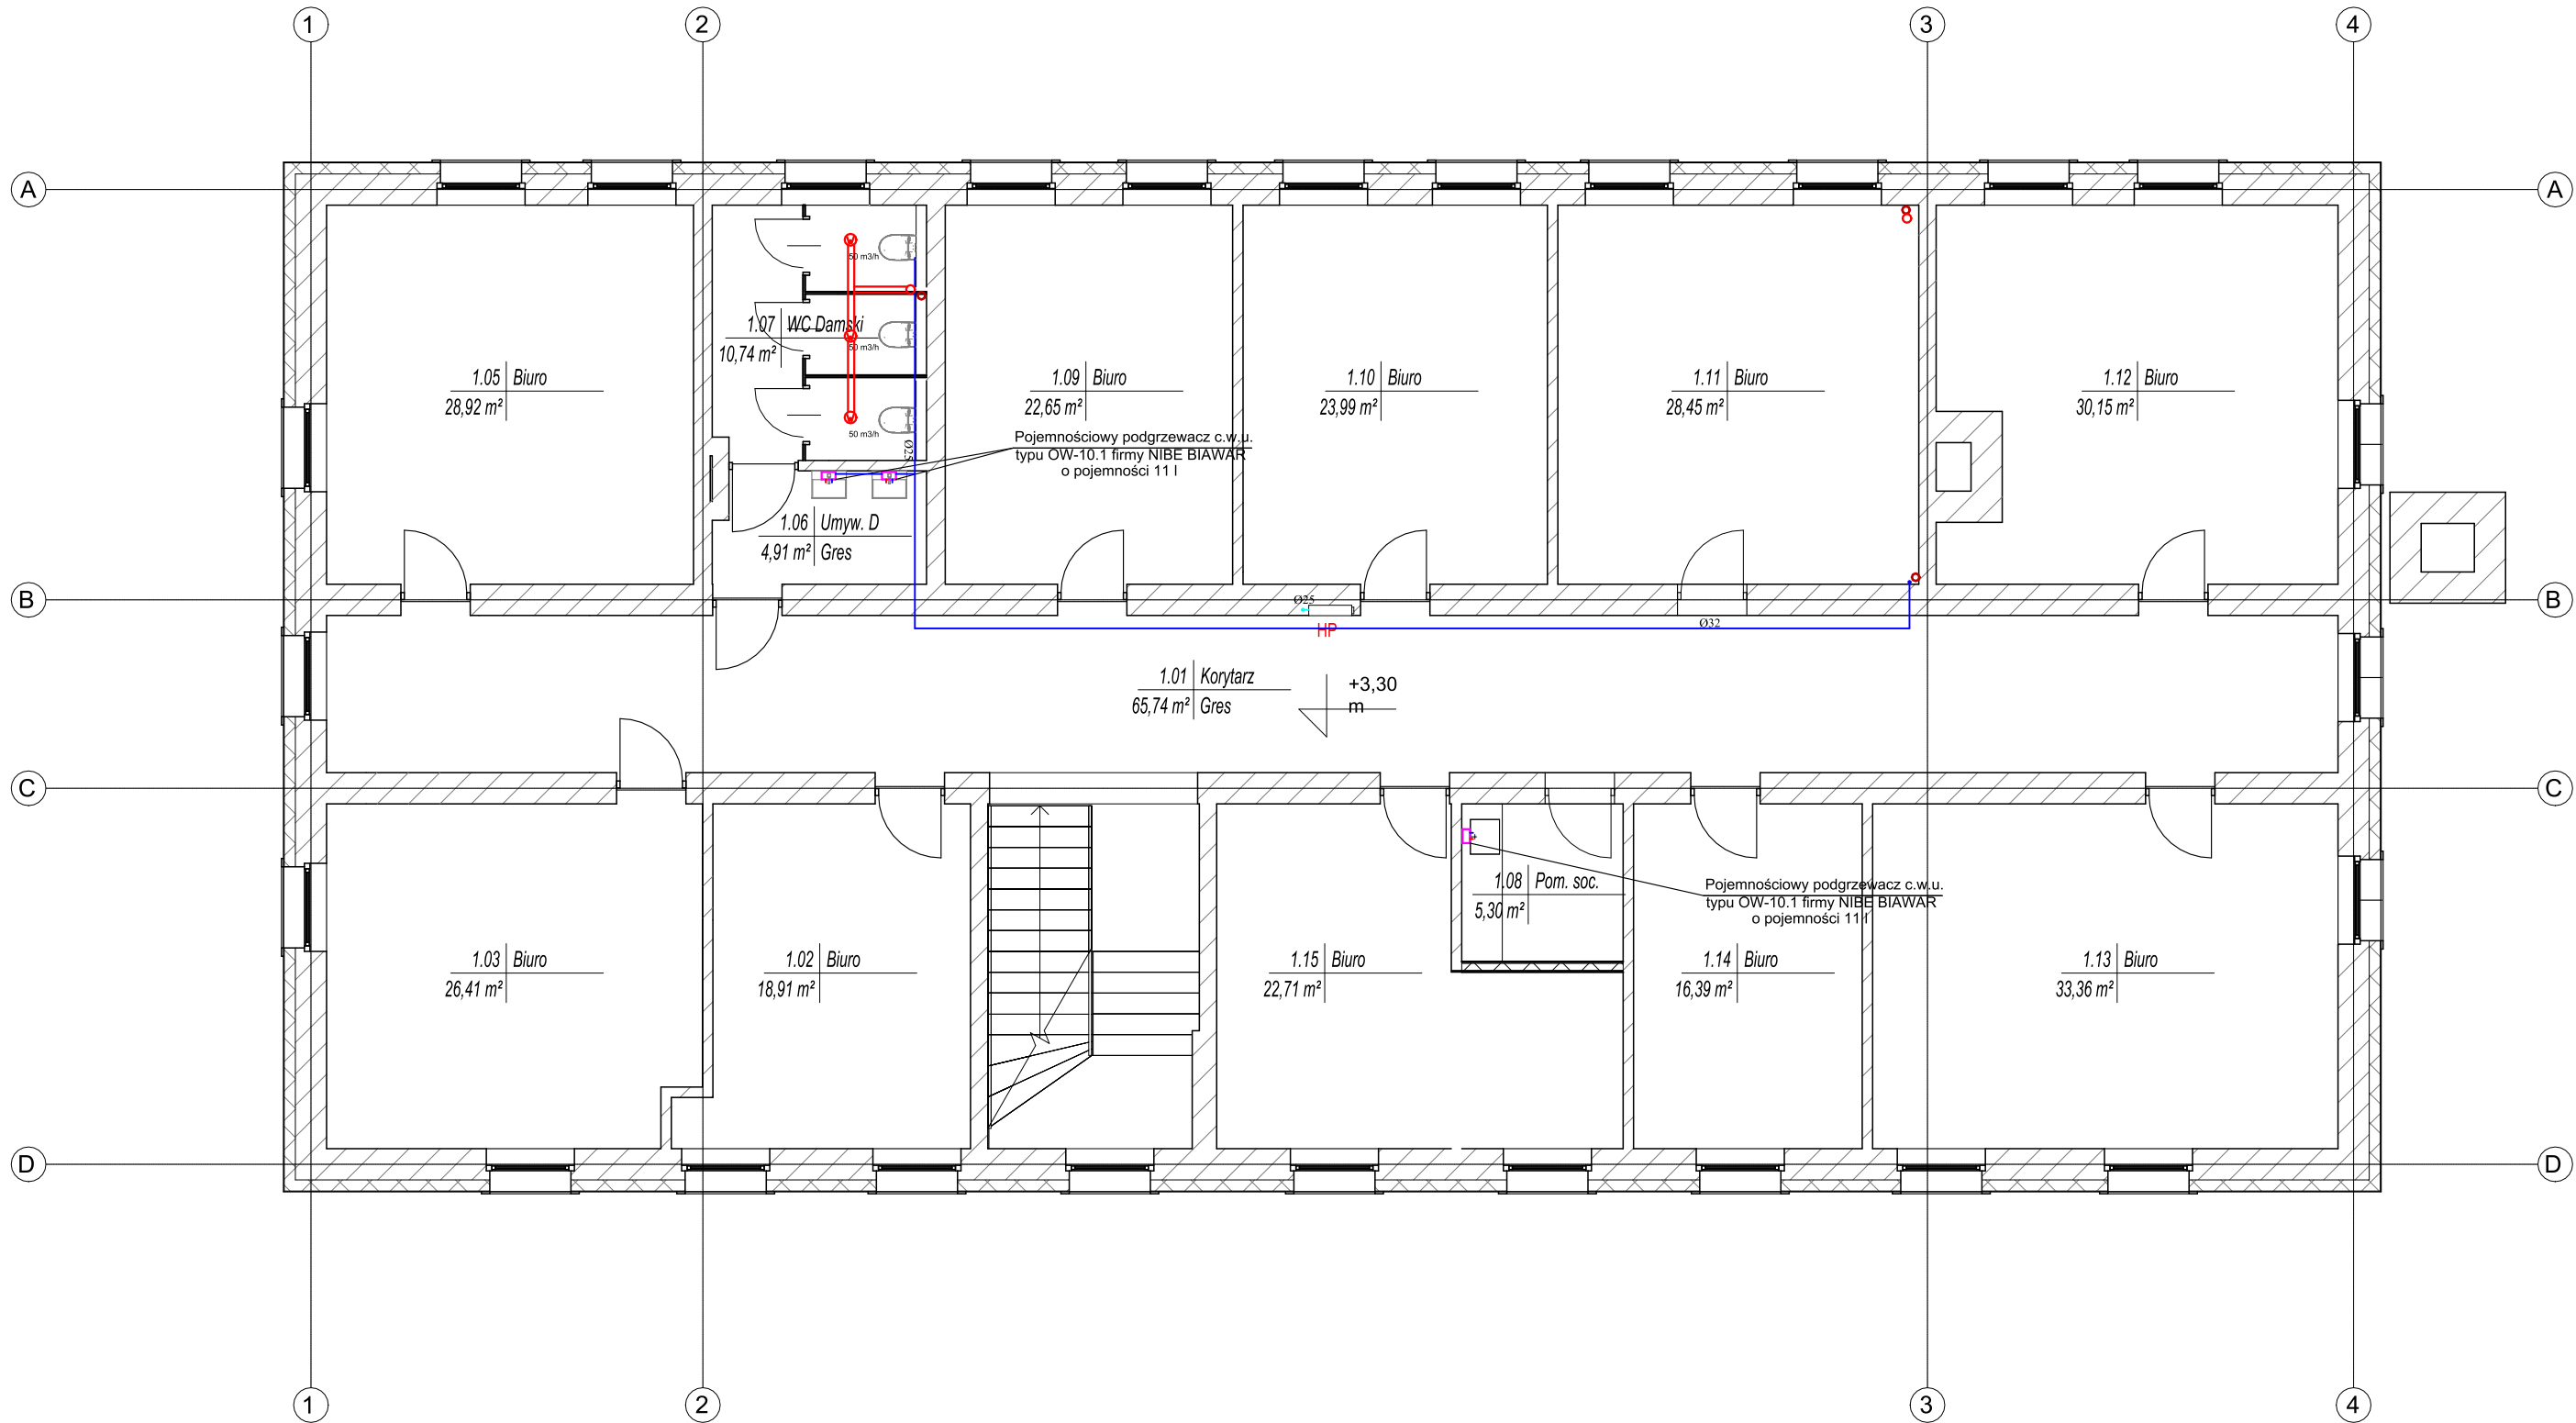 1
2
3
4
A
A
50 m3/h
1.07 WC Damski
10,74 m²
50 m3/h
1.05 Biuro
28,92 m²
1.09 Biuro
22,65 m²
1.10 Biuro
23,99 m²
1.11 Biuro
28,45 m²
1.12 Biuro
30,15 m²
50 m3/h
Ø25
Pojemnościowy podgrzewacz c.w.u.
typu OW-10.1 firmy NIBE BIAWAR
o pojemności 11 l
1.06 Umyw. D
4,91 m² Gres
B
B
Ø25
HP
Ø32
1.01 Korytarz
65,74 m² Gres
+3,30
m
C
C
1.08 Pom. soc.
5,30 m²
Pojemnościowy podgrzewacz c.w.u.
typu OW-10.1 firmy NIBE BIAWAR
o pojemności 11 l
1.03 Biuro
26,41 m²
1.02 Biuro
18,91 m²
1.15 Biuro
22,71 m²
1.14 Biuro
16,39 m²
1.13 Biuro
33,36 m²
D
D
1
2
3
4